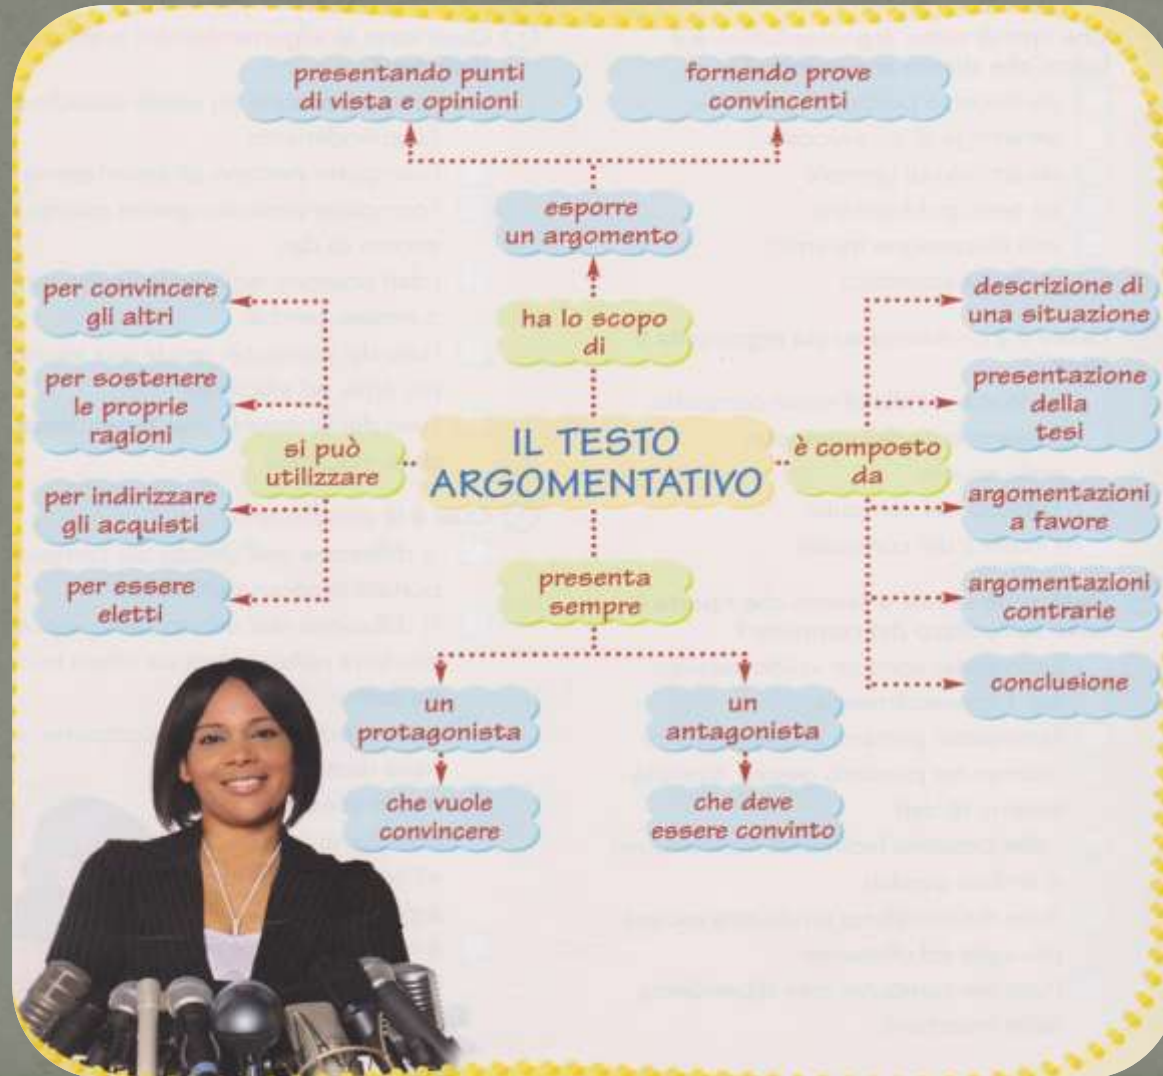 presentando punti
di vista e opinioni
fornendo prove
convincenti
esporre
un argomento
ha lo scopo
di
per convincere
gli altri
per sostenere
le proprie
ragioni
per indirizzare
gli acquisti
per essere
eletti
si può
utilizzare
IL TESTO
ARGOMENTATIVO
è composto
da
descrizione di
una situazione
presentazione
della
tesi
argomentazioni
a favore
argomentazioni
contrarie
conclusione
presenta
sempre
un
protagonista
che vuole
convincere
un
antagonista
che deve
essere convinto